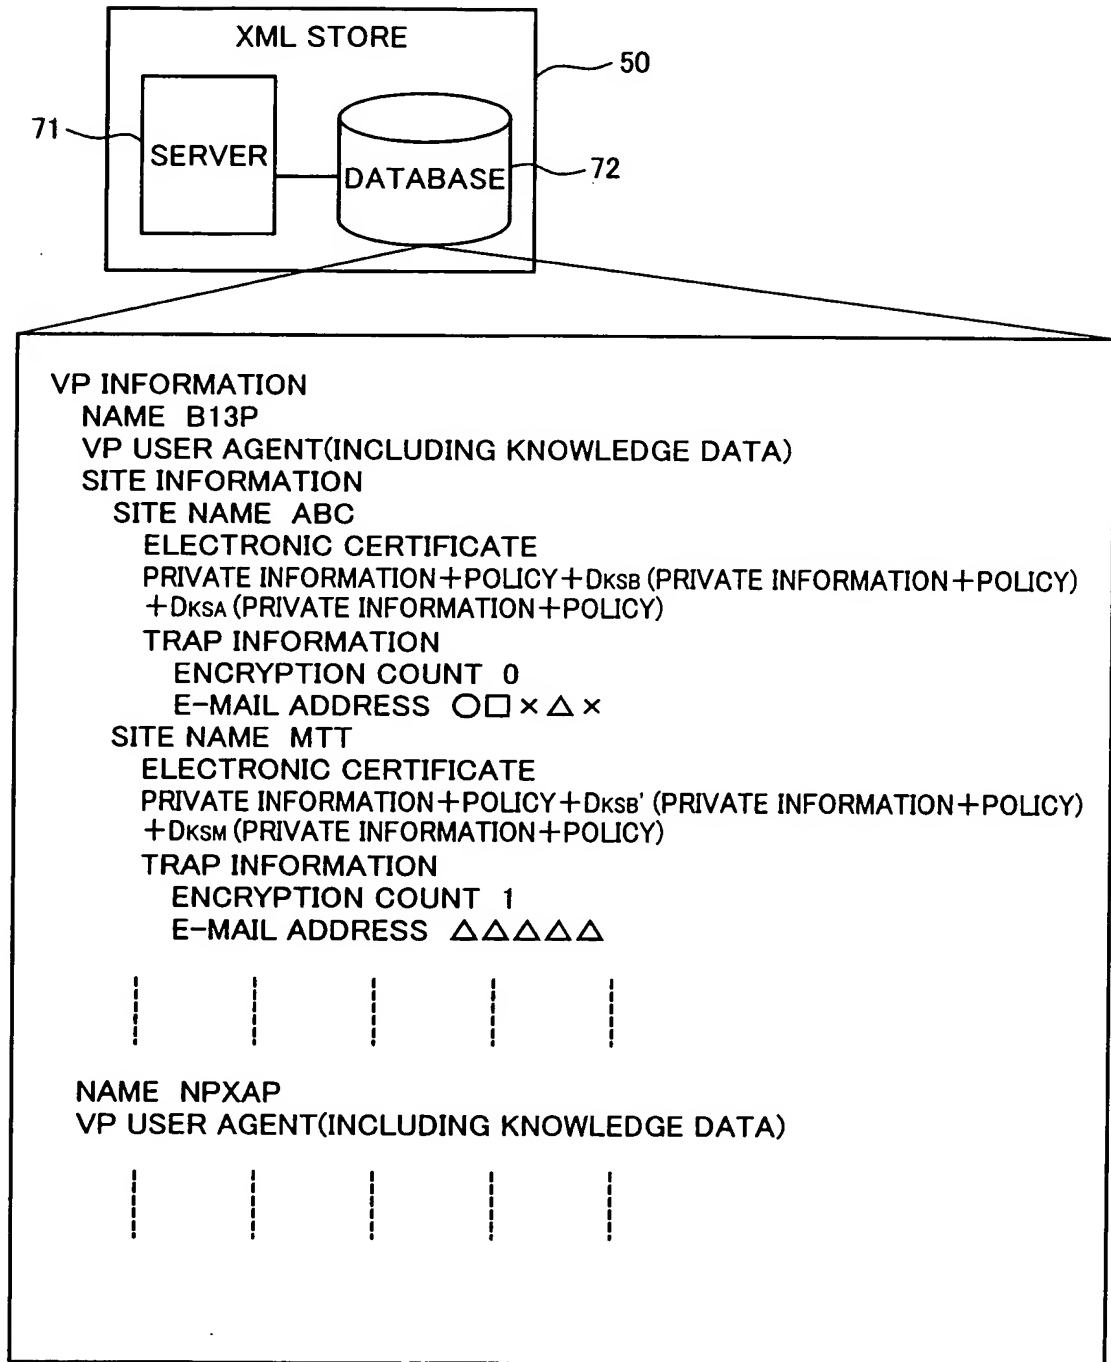 XML STORE
50
71
SERVER
DATABASE
72
VP INFORMATION
NAME B13P
VP USER AGENT(INCLUDING KNOWLEDGE DATA)
SITE INFORMATION
SITE NAME ABC
ELECTRONIC CERTIFICATE
PRIVATE INFORMATION+POLICY+DKSB (PRIVATE INFORMATION+POLICY)
+DKSA (PRIVATE INFORMATION+POLICY)
TRAP INFORMATION
ENCRYPTION COUNT 0
E-MAIL ADDRESS ○□×△×
SITE NAME MTT
ELECTRONIC CERTIFICATE
PRIVATE INFORMATION+POLICY+DKSB' (PRIVATE INFORMATION+POLICY)
+DKSM (PRIVATE INFORMATION+POLICY)
TRAP INFORMATION
ENCRYPTION COUNT 1
E-MAIL ADDRESS △△△△△
NAME NPXAP
VP USER AGENT(INCLUDING KNOWLEDGE DATA)